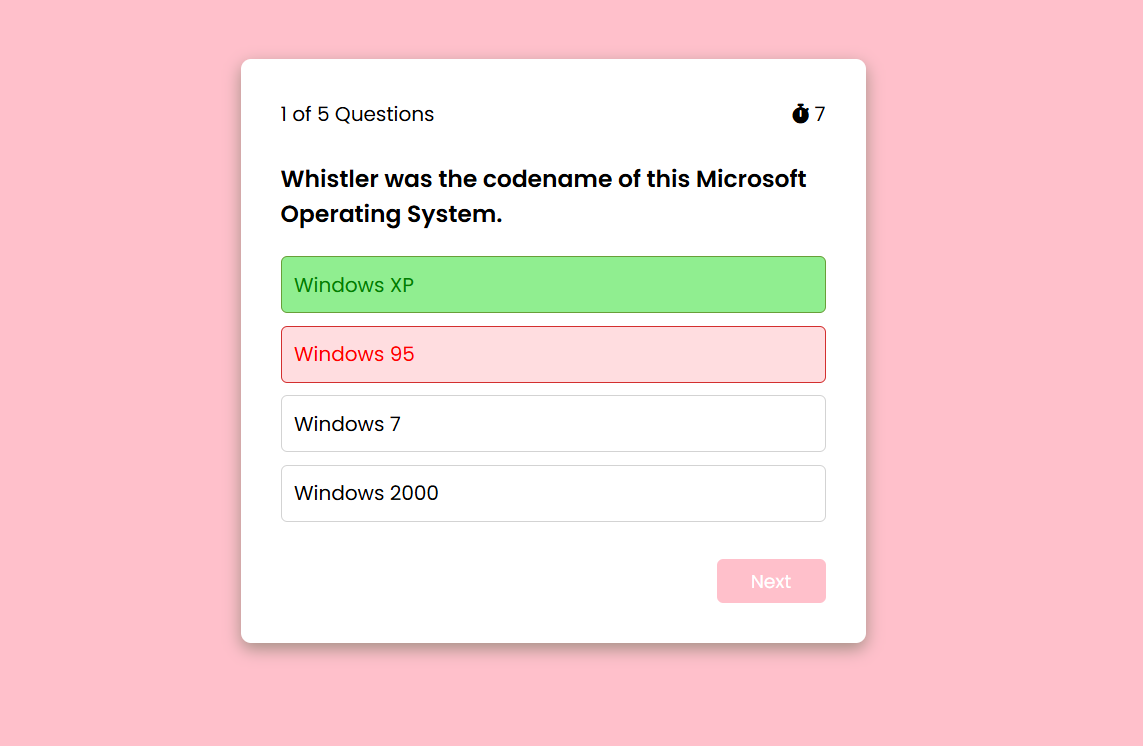 1 of 5 Questions 7
Whistler was the codename of this Microsoft
Operating System.
Windows XP
Windows 95
Windows 7
Windows 2000
Next